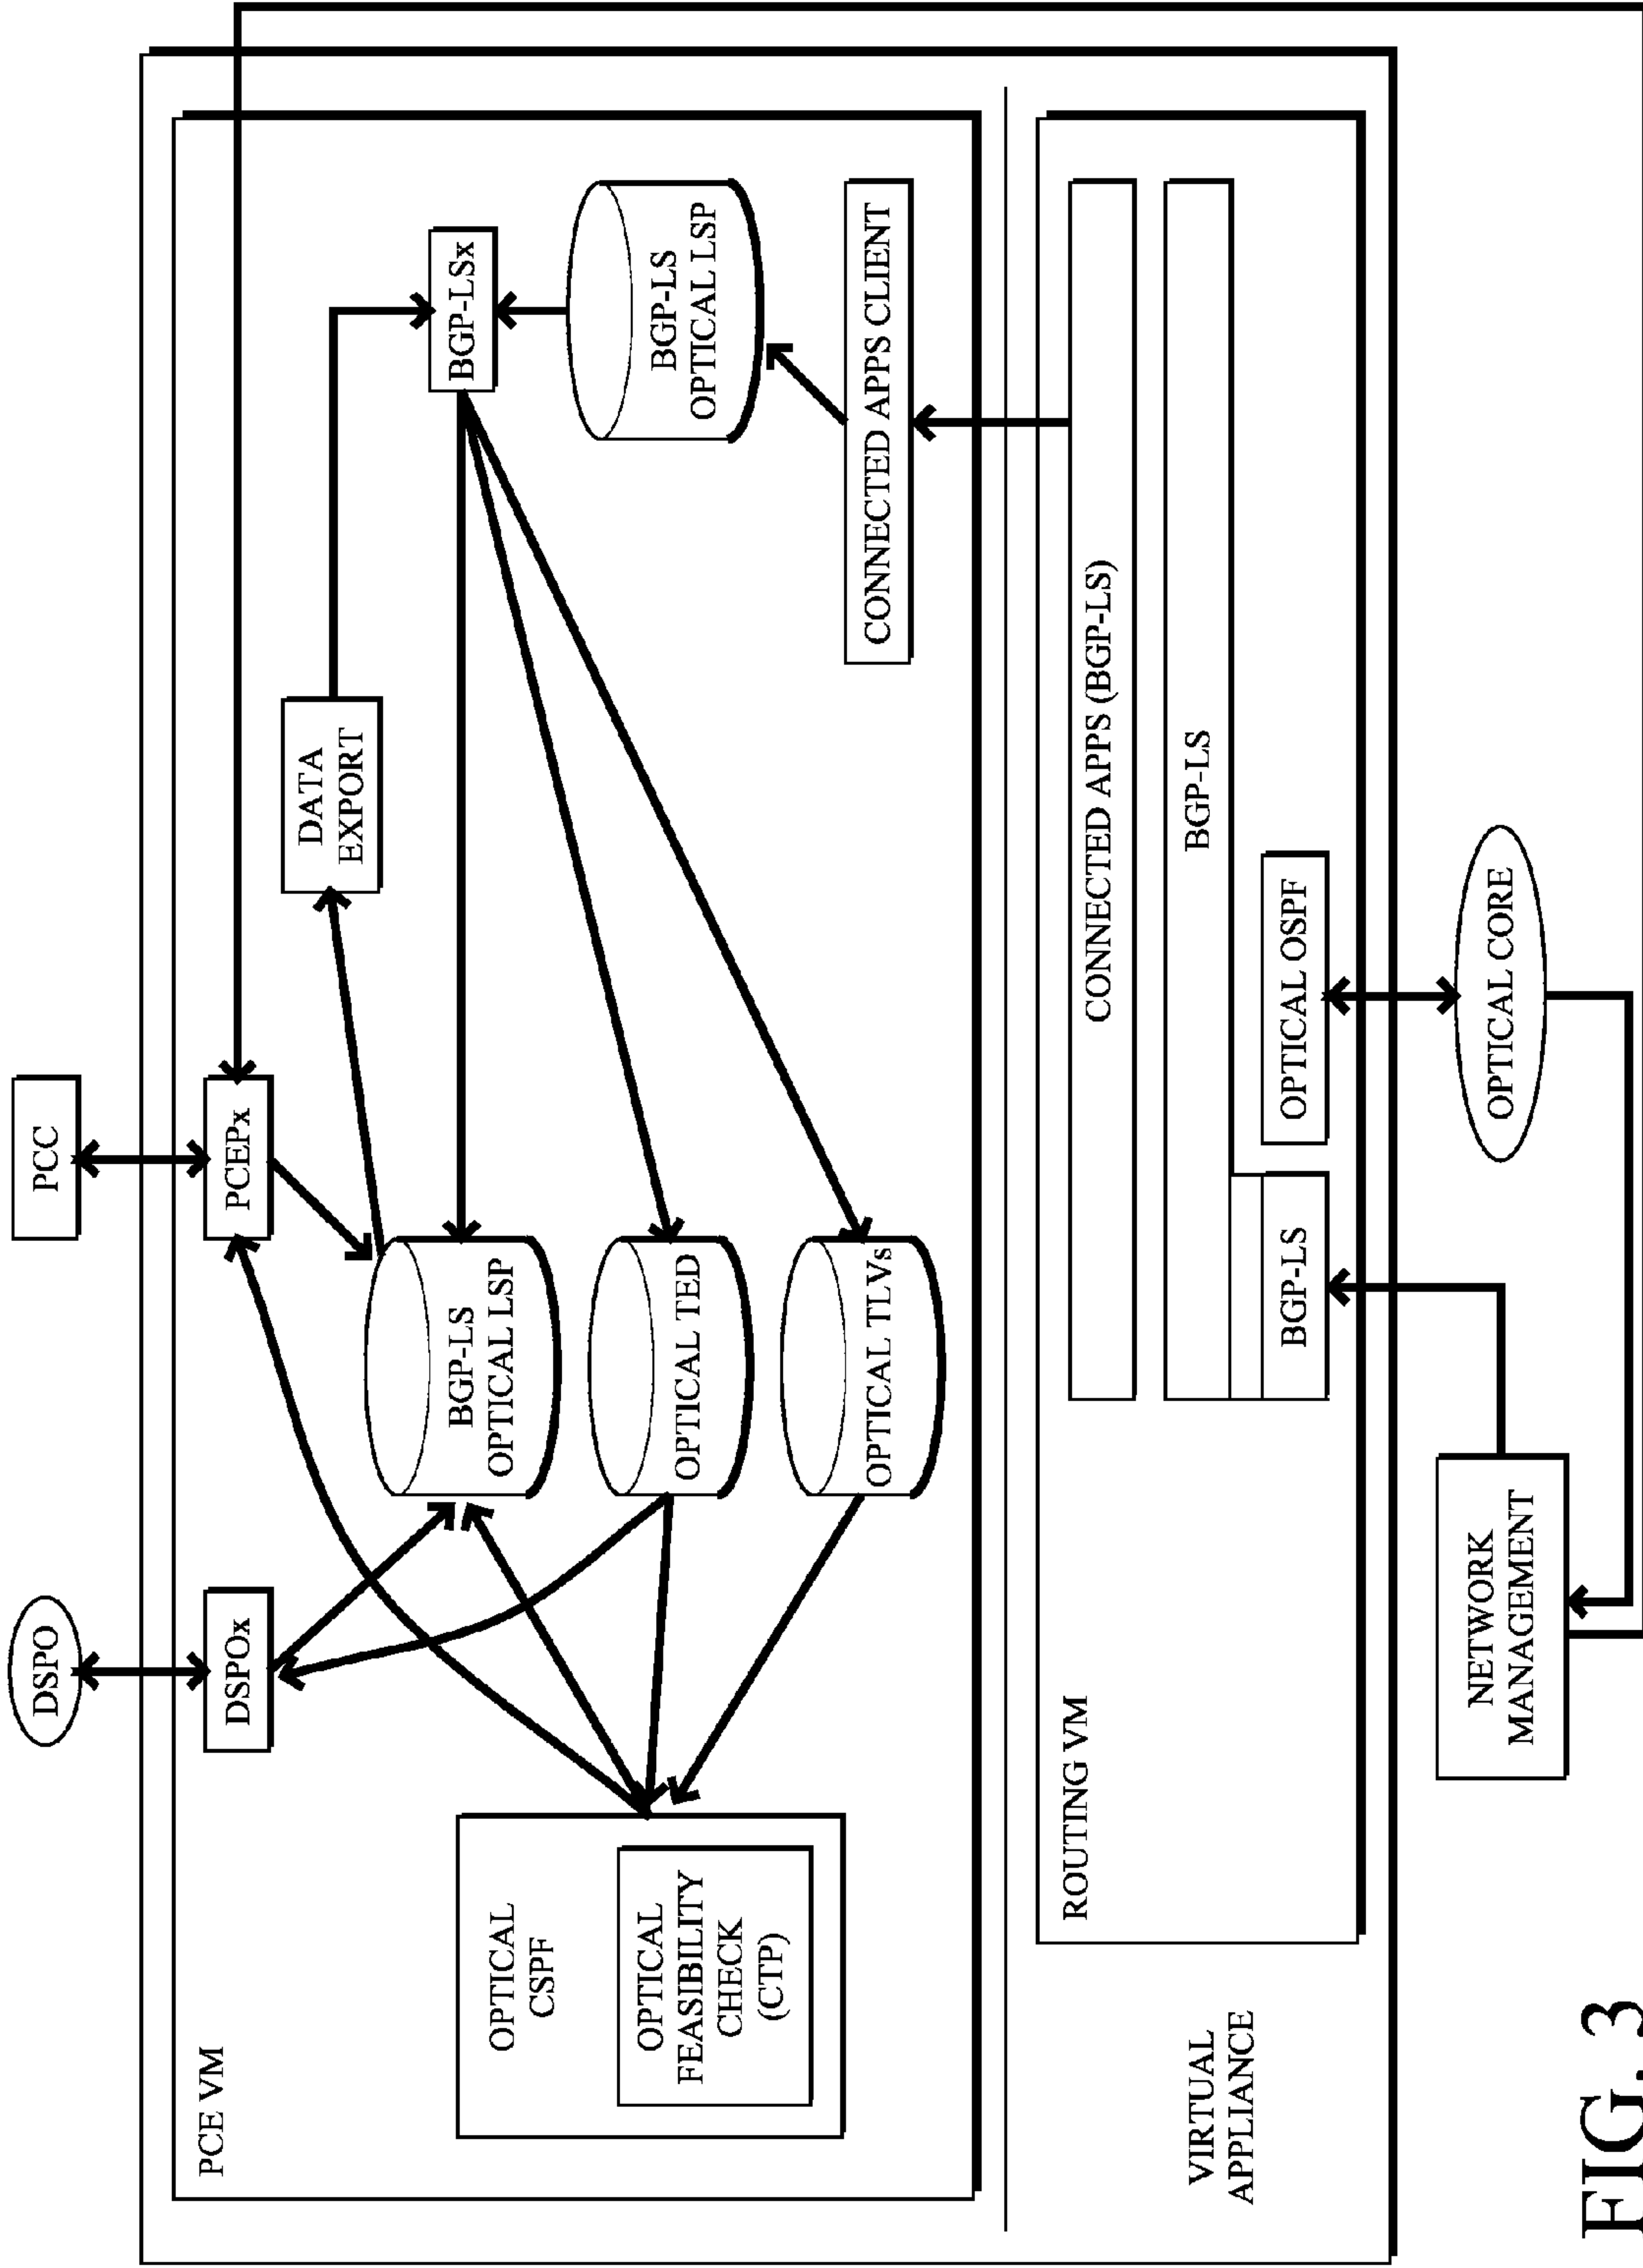 DSPO
PCC
PCE VM
DSPOx
PCEPx
DATA
EXPORT
OPTICAL
CSPF
OPTICAL
FEASIBILITY
CHECK
(CTP)
BGP-LS
OPTICAL LSP
OPTICAL TED
OPTICAL TLVs
BGP-LSx
BGP-LS
OPTICAL LSP
CONNECTED APPS CLIENT
ROUTING VM
CONNECTED APPS (BGP-LS)
BGP-LS
BGP-LS
OPTICAL OSPF
VIRTUAL
APPLIANCE
NETWORK
MANAGEMENT
OPTICAL CORE
FIG. 3